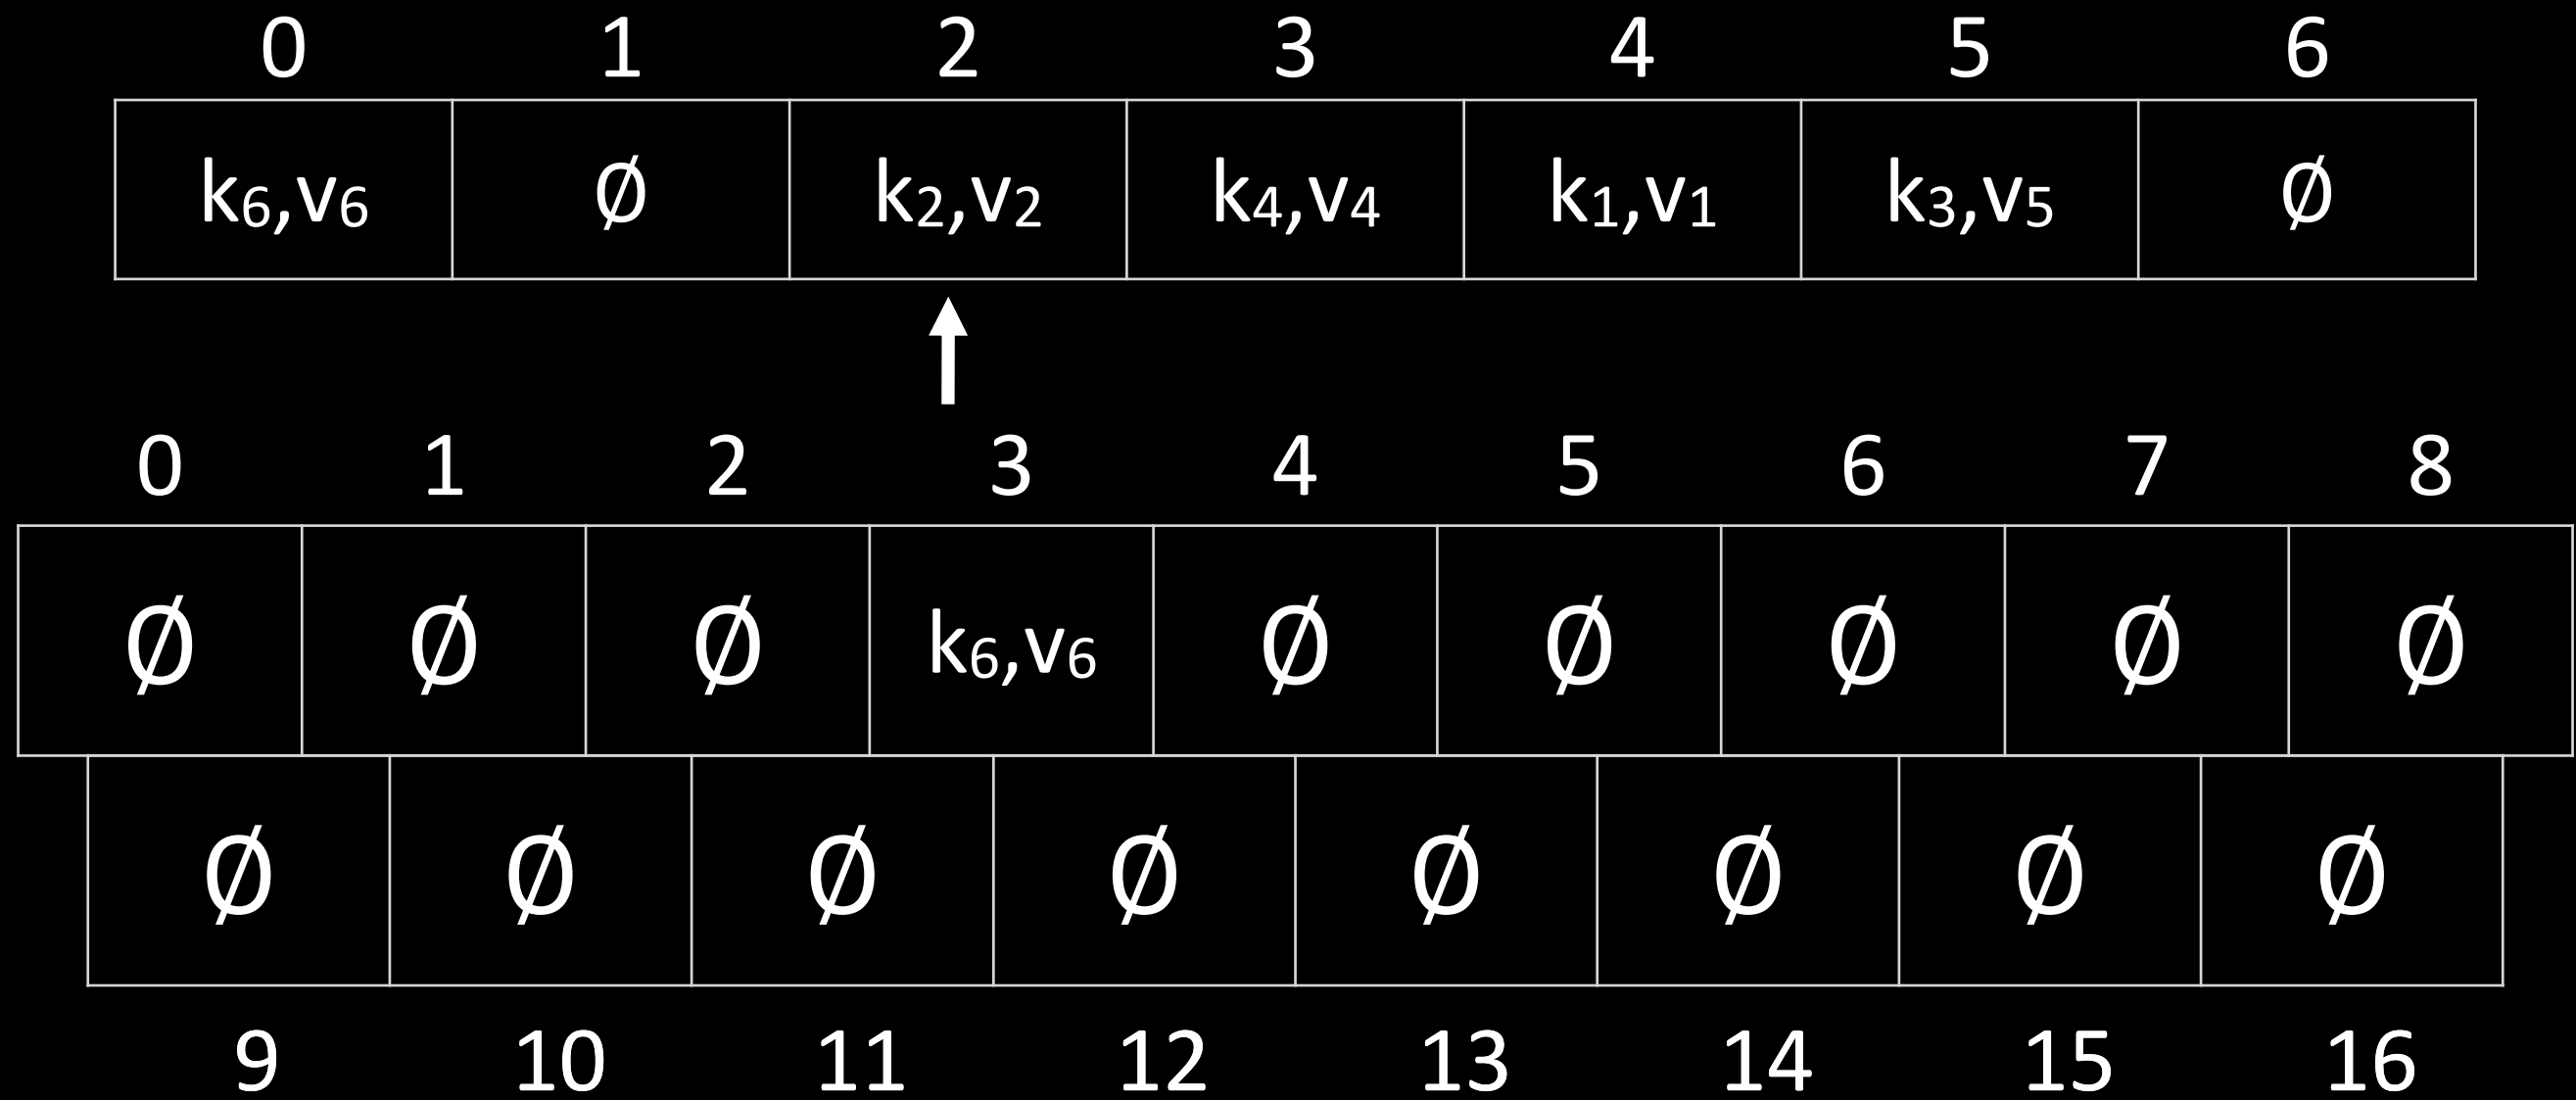 0 1 2 3 4 5 6
k₆,v₆ Ø k₂,v₂ k₄,v₄ k₁,v₁ k₃,v₅ Ø
0 1 2 3 4 5 6 7 8
Ø Ø Ø k₆,v₆ Ø Ø Ø Ø Ø
Ø Ø Ø Ø Ø Ø Ø Ø
9 10 11 12 13 14 15 16